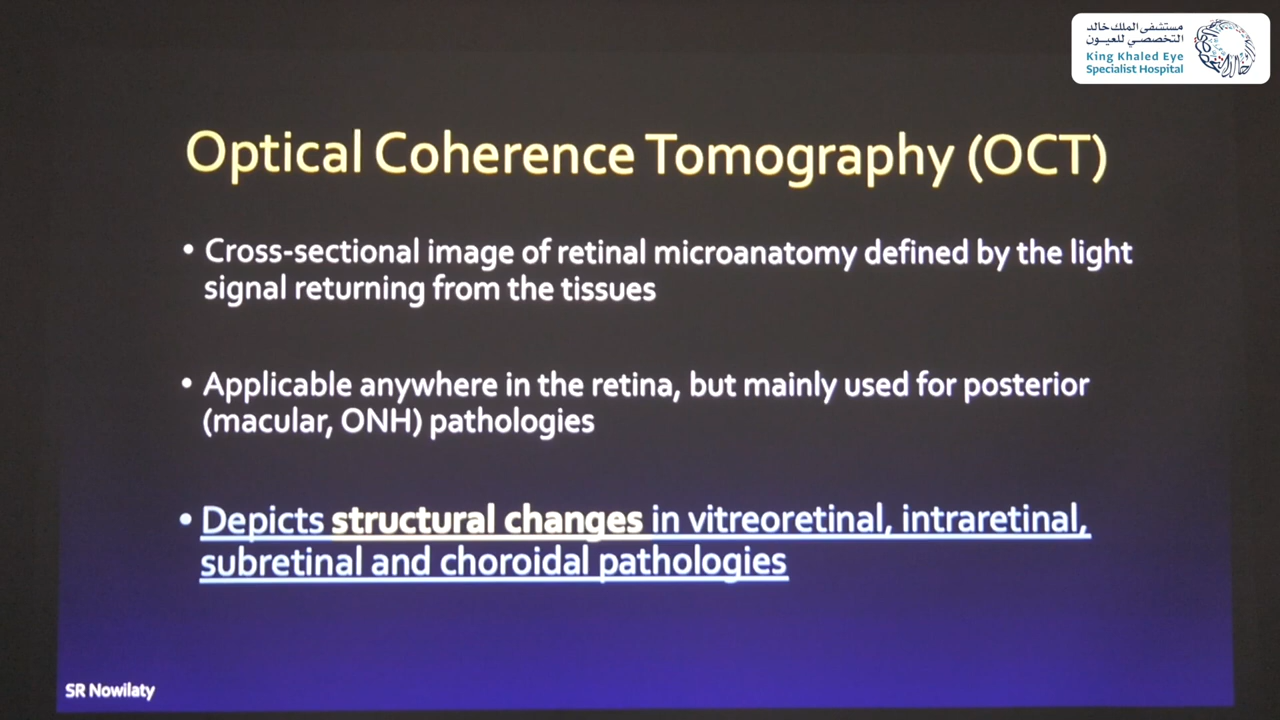 مستشفى الملك خالد
التخصصي للعيون
King Khaled Eye
Specialist Hospital
Optical Coherence Tomography (OCT)
• Cross-sectional image of retinal microanatomy defined by the light
signal returning from the tissues
• Applicable anywhere in the retina, but mainly used for posterior
(macular, ONH) pathologies
• Depicts structural changes in vitreoretinal, intraretinal,
subretinal and choroidal pathologies
SR Nowilaty